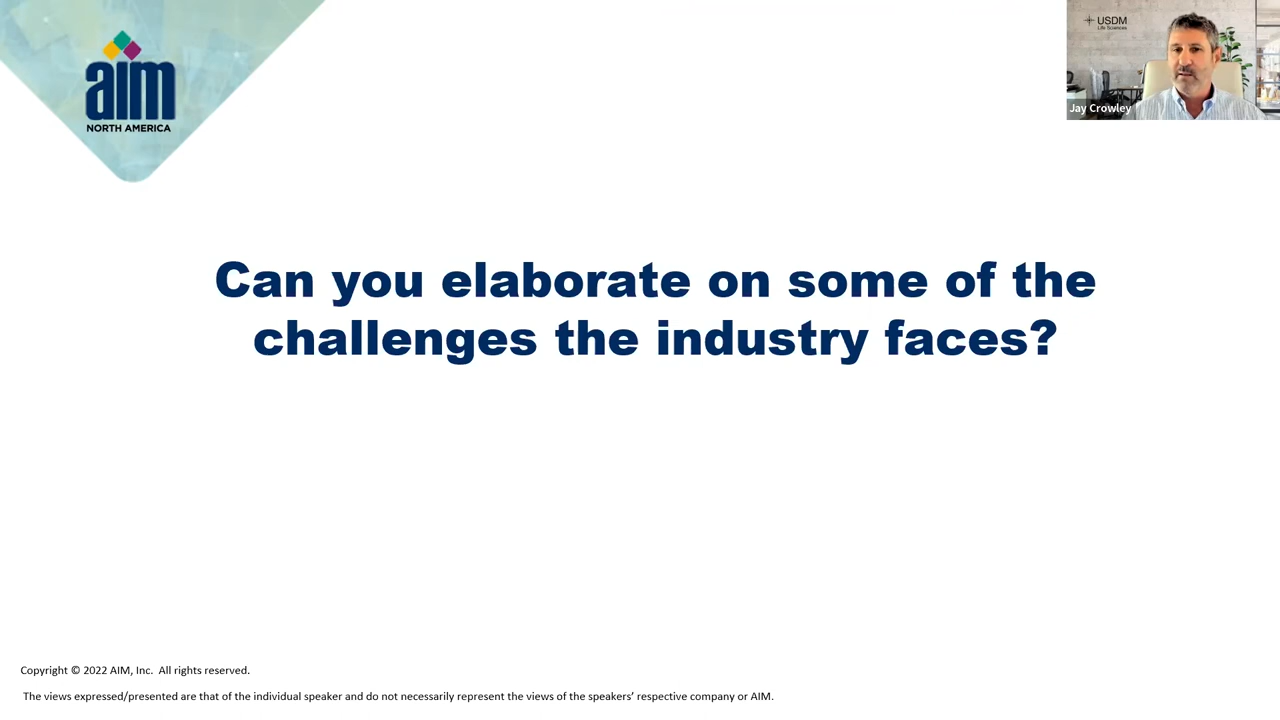 aim
NORTH AMERICA
USDM
Life Sciences
Jay Crowley
Can you elaborate on some of the
challenges the industry faces?
Copyright © 2022 AIM, Inc.  All rights reserved.
The views expressed/presented are that of the individual speaker and do not necessarily represent the views of the speakers’ respective company or AIM.